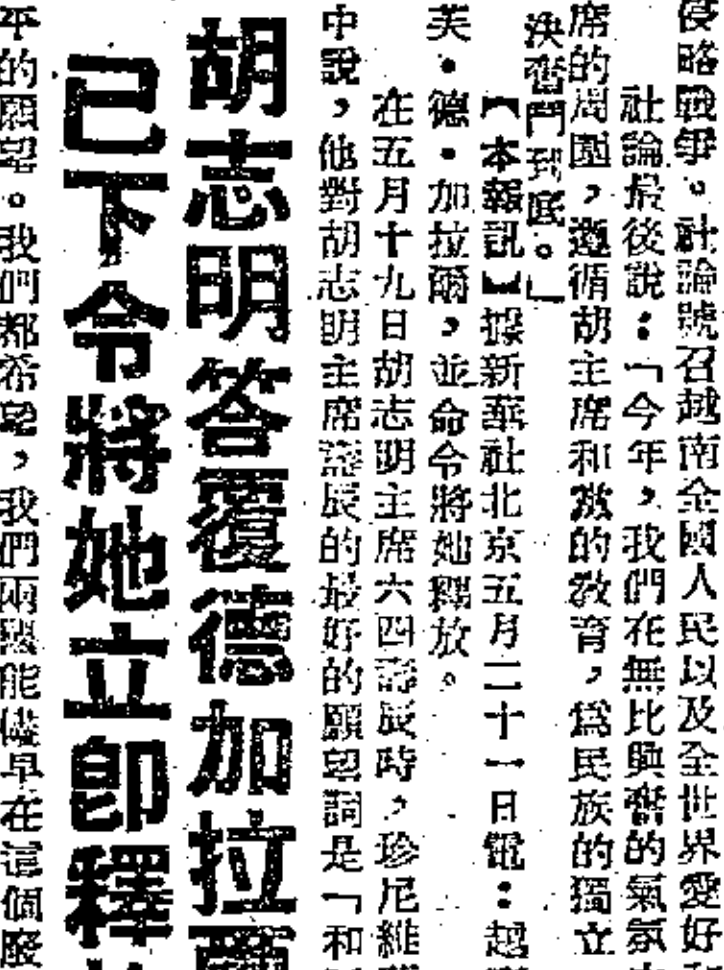 侵略戰爭。社論號召越南全國人民以及全世界愛好
社論最後說：「今年，我們在無比興奮的氣氛
席的周圍，遵循胡主席和黨的教育，爲民族的獨立
決奮鬥到底。」
【本報訊】據新華社北京五月二十一日電：越
芙·德·加拉爾，並命令將她釋放。
在五月十九日胡志明主席六四壽辰時，珍尼維
中說，他對胡志明主席壽辰的最好的願望詞是「和
胡志明答覆德加拉爾
已下令將她立卽釋
平的願望。我們都希望，我們兩國能儘早在這個